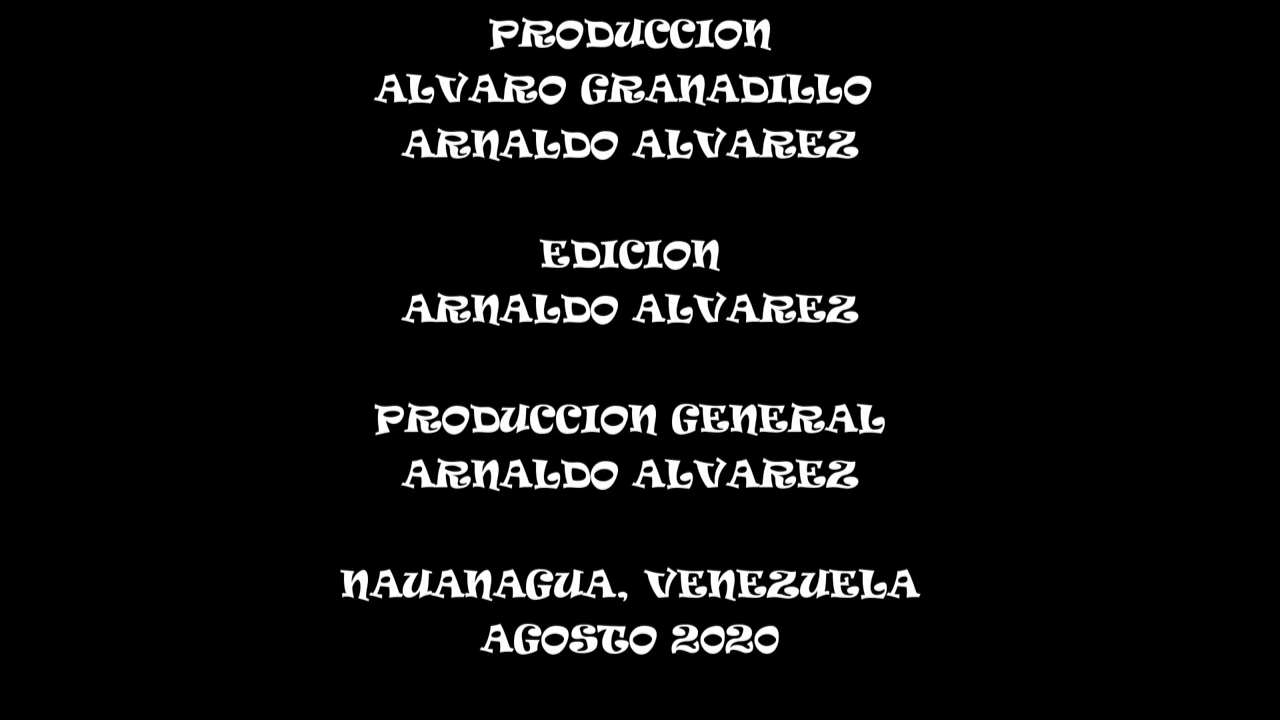 PRODUCCION
ALVARO GRANADILLO
ARNALDO ALVAREZ
EDICION
ARNALDO ALVAREZ
PRODUCCION GENERAL
ARNALDO ALVAREZ
NAUANAGUA, VENEZUELA
AGOSTO 2020